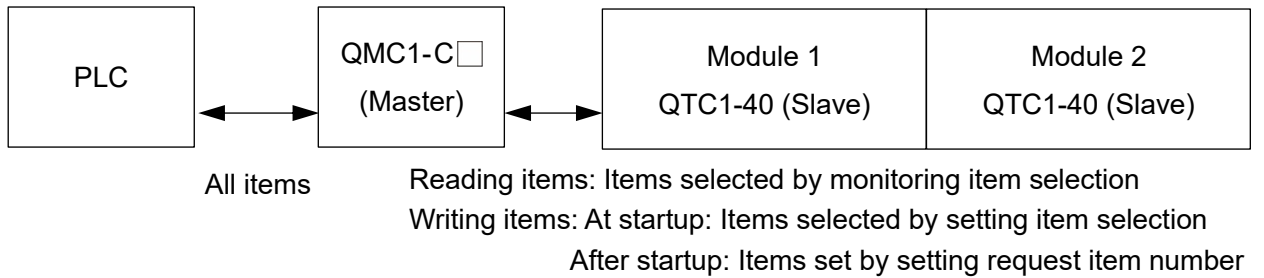 PLC
QMC1-C□
(Master)
Module 1
QTC1-40 (Slave)
Module 2
QTC1-40 (Slave)
All items
Reading items: Items selected by monitoring item selection
Writing items: At startup: Items selected by setting item selection
After startup: Items set by setting request item number